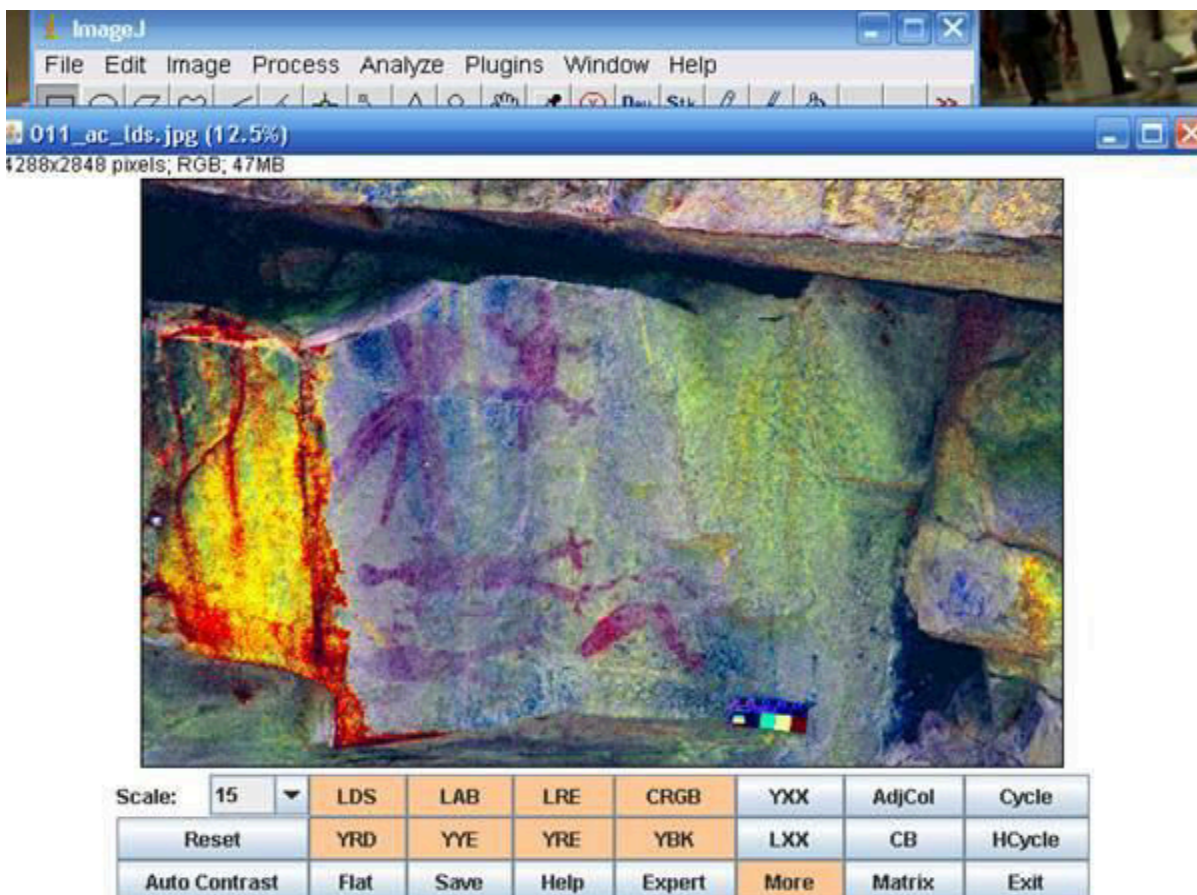 ImageJ
File Edit Image Process Analyze Plugins Window Help
Dev Stk >>
011_ac_lds.jpg (12.5%)
4288x2848 pixels; RGB; 47MB
Scale: 15 LDS LAB LRE CRGB YXX AdjCol Cycle
Reset YRD YYE YRE YBK LXX CB HCycle
Auto Contrast Flat Save Help Expert More Matrix Exit